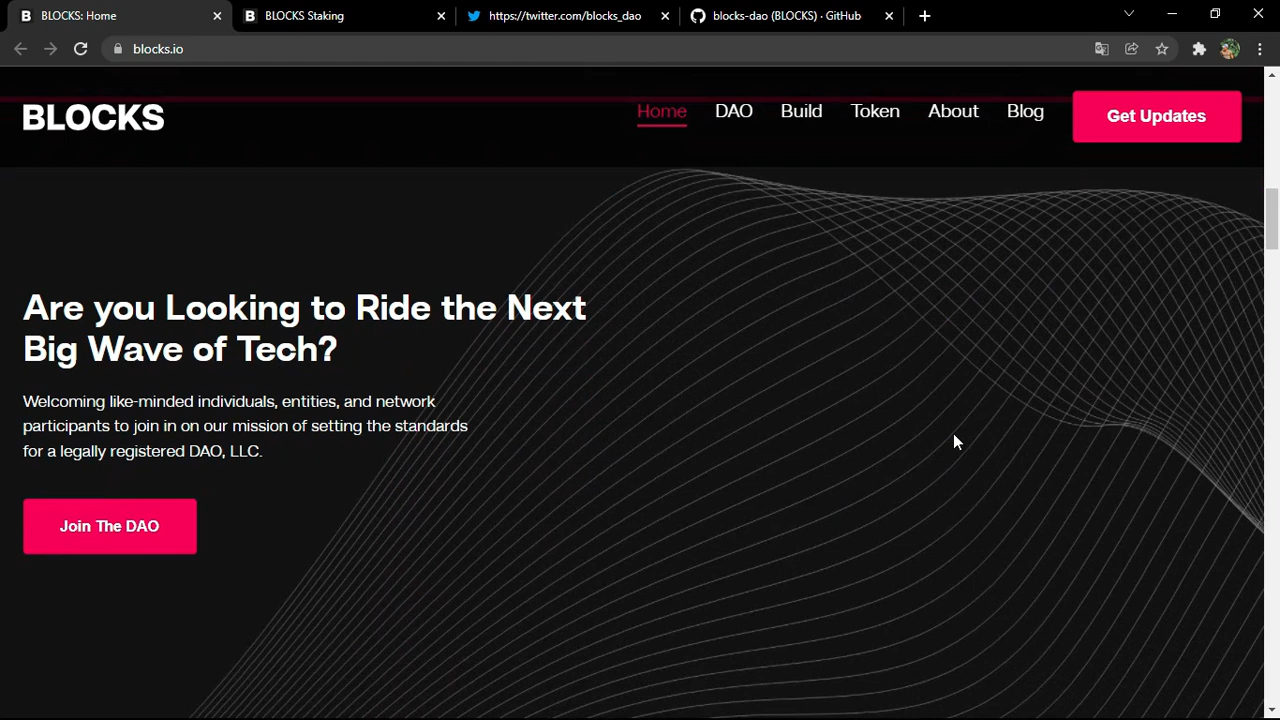 BLOCKS: Home
BLOCKS Staking
https://twitter.com/blocks_dao
blocks-dao (BLOCKS) · GitHub
blocks.io
BLOCKS
Home
DAO
Build
Token
About
Blog
Get Updates
Are you Looking to Ride the Next
Big Wave of Tech?
Welcoming like-minded individuals, entities, and network
participants to join in on our mission of setting the standards
for a legally registered DAO, LLC.
Join The DAO